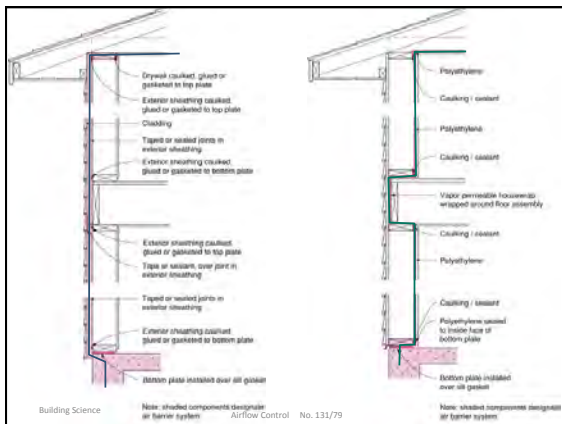 Drywall caulked, glued or
gasketed to top plate
Exterior sheathing caulked,
glued or gasketed to top plate
Cladding
Taped or sealed joints in
exterior sheathing
Exterior sheathing caulked,
glued or gasketed to bottom plate
Exterior sheathing caulked,
glued or gasketed to top plate
Tape or sealant, over joint in
exterior sheathing
Taped or sealed joints in
exterior sheathing
Exterior sheathing caulked,
glued or gasketed to bottom plate
Bottom plate installed over sill gasket
Note: shaded components designate
air barrier system
Polyethylene
Caulking / sealant
Polyethylene
Caulking / sealant
Vapor permeable housewrap
wrapped around floor assembly
Caulking / sealant
Polyethylene
Caulking / sealant
Polyethylene sealed
to inside face of
bottom plate
Bottom plate installed
over sill gasket
Note: shaded components designate
air barrier system
Building Science
Airflow Control No. 131/79